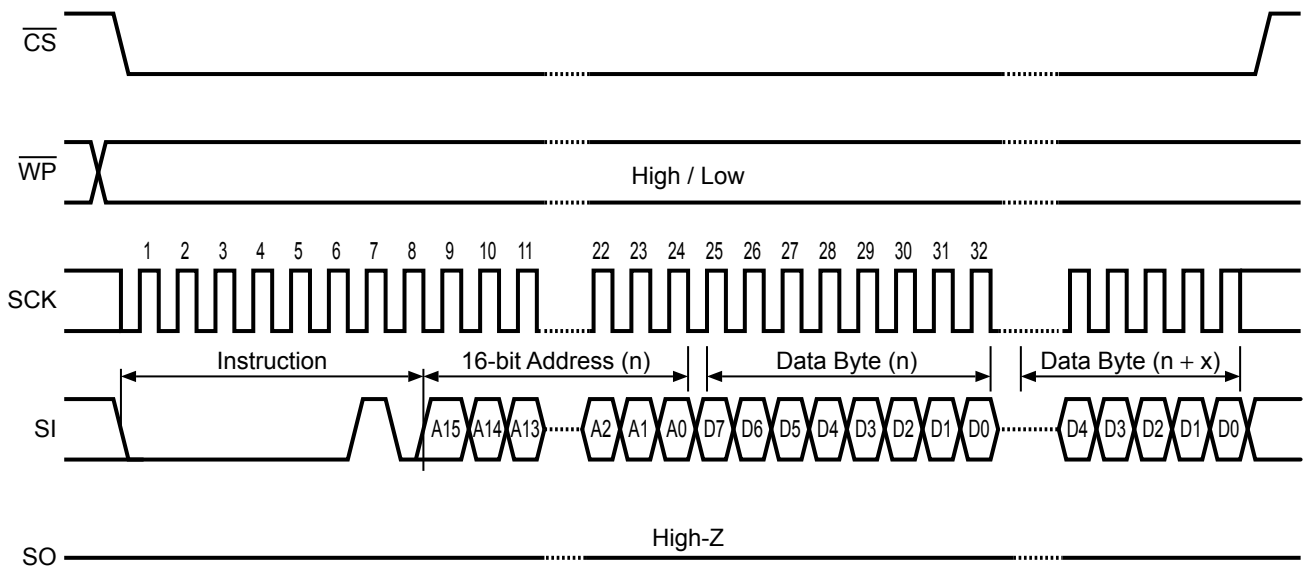 CS
WP
High / Low
1 2 3 4 5 6 7 8 9 10 11 22 23 24 25 26 27 28 29 30 31 32
SCK
Instruction 16-bit Address (n) Data Byte (n) Data Byte (n + x)
SI A15 A14 A13 A2 A1 A0 D7 D6 D5 D4 D3 D2 D1 D0 D4 D3 D2 D1 D0
High-Z
SO